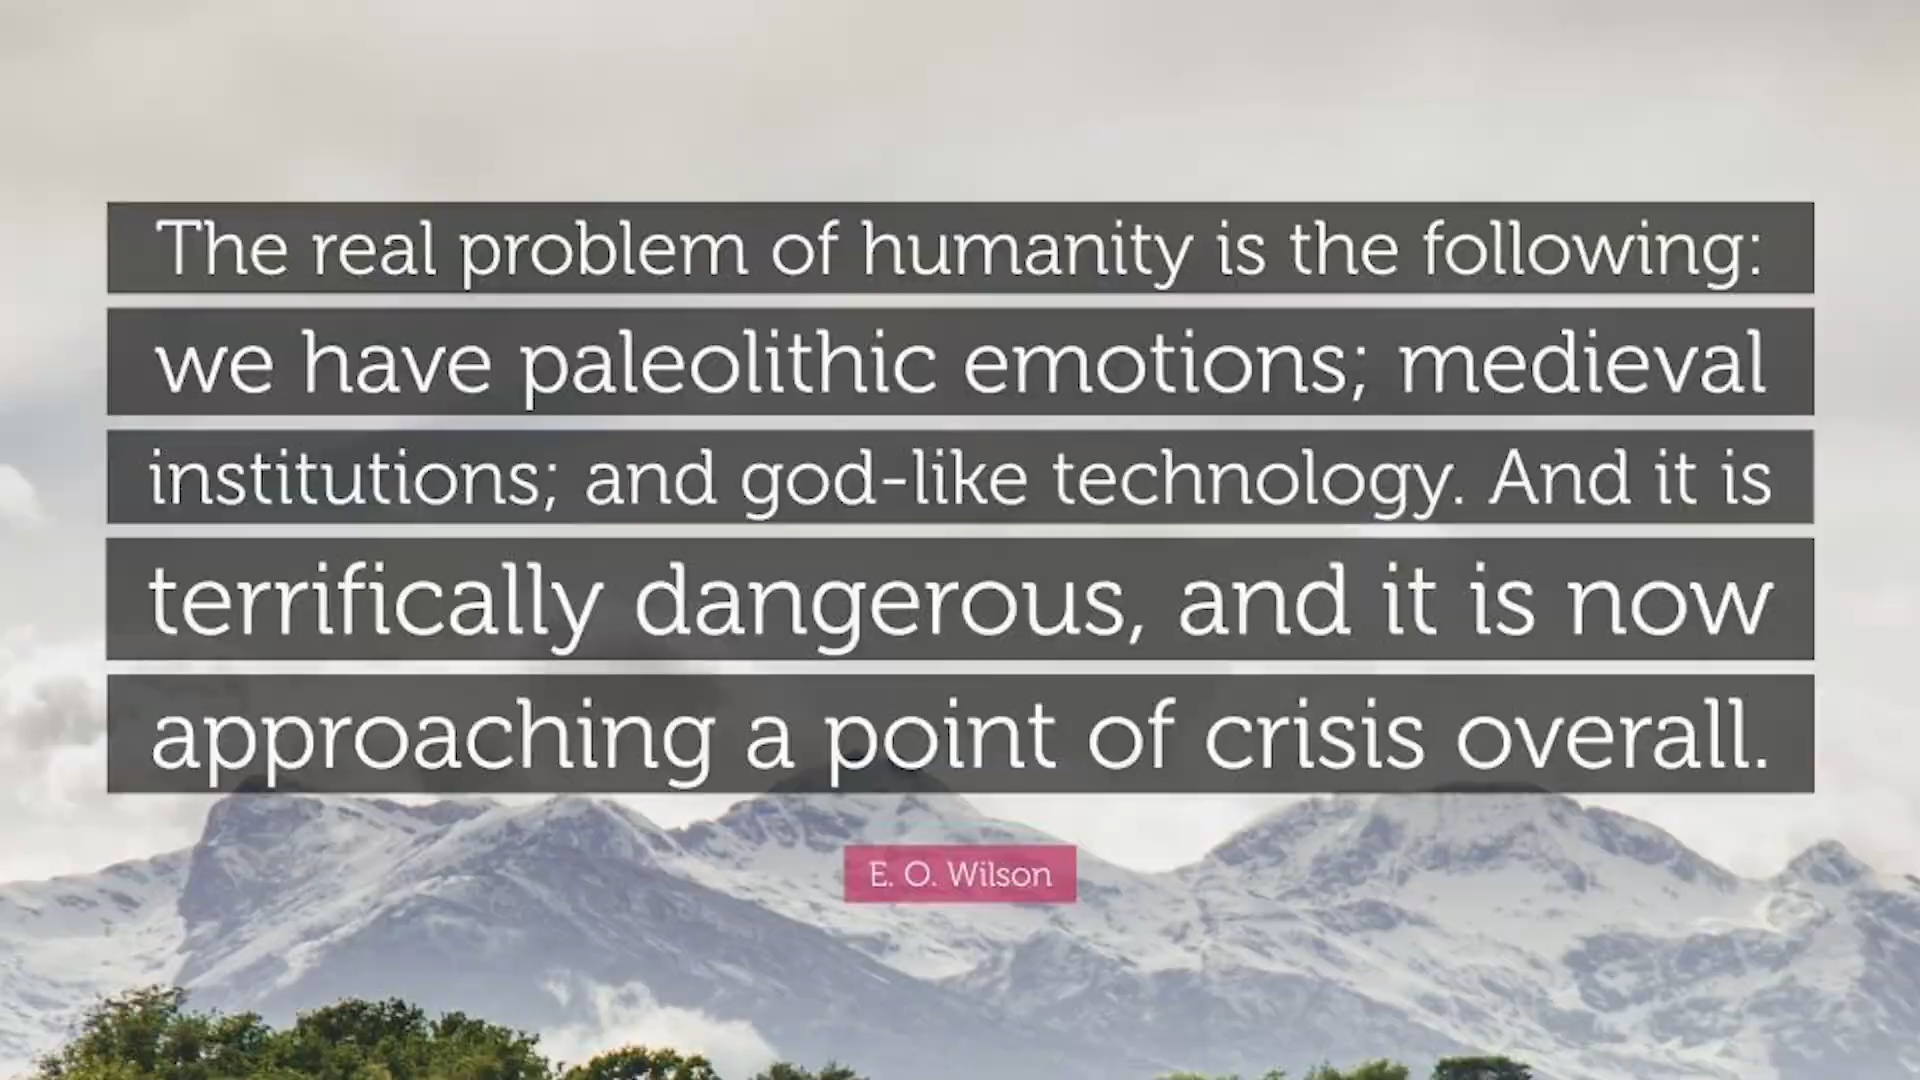 The real problem of humanity is the following:
we have paleolithic emotions; medieval
institutions; and god-like technology. And it is
terrifically dangerous, and it is now
approaching a point of crisis overall.
E. O. Wilson